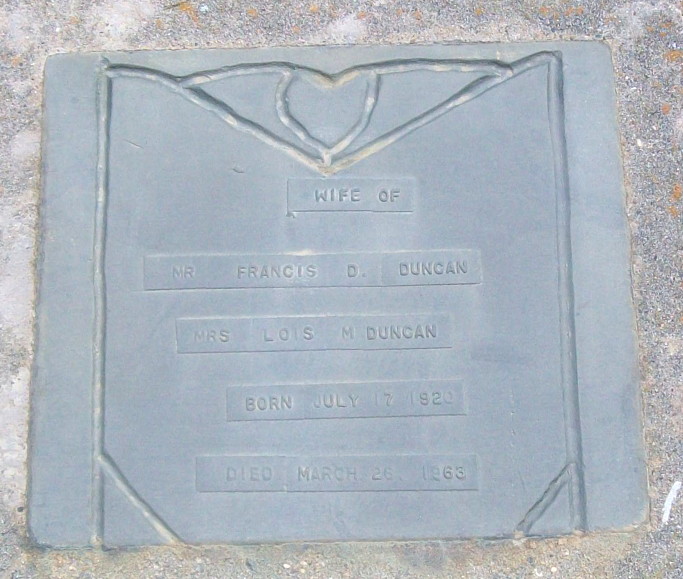 WIFE OF
MR FRANCIS D. DUNCAN
MRS LOIS M DUNCAN
BORN JULY 17 1920
DIED MARCH 26, 1963